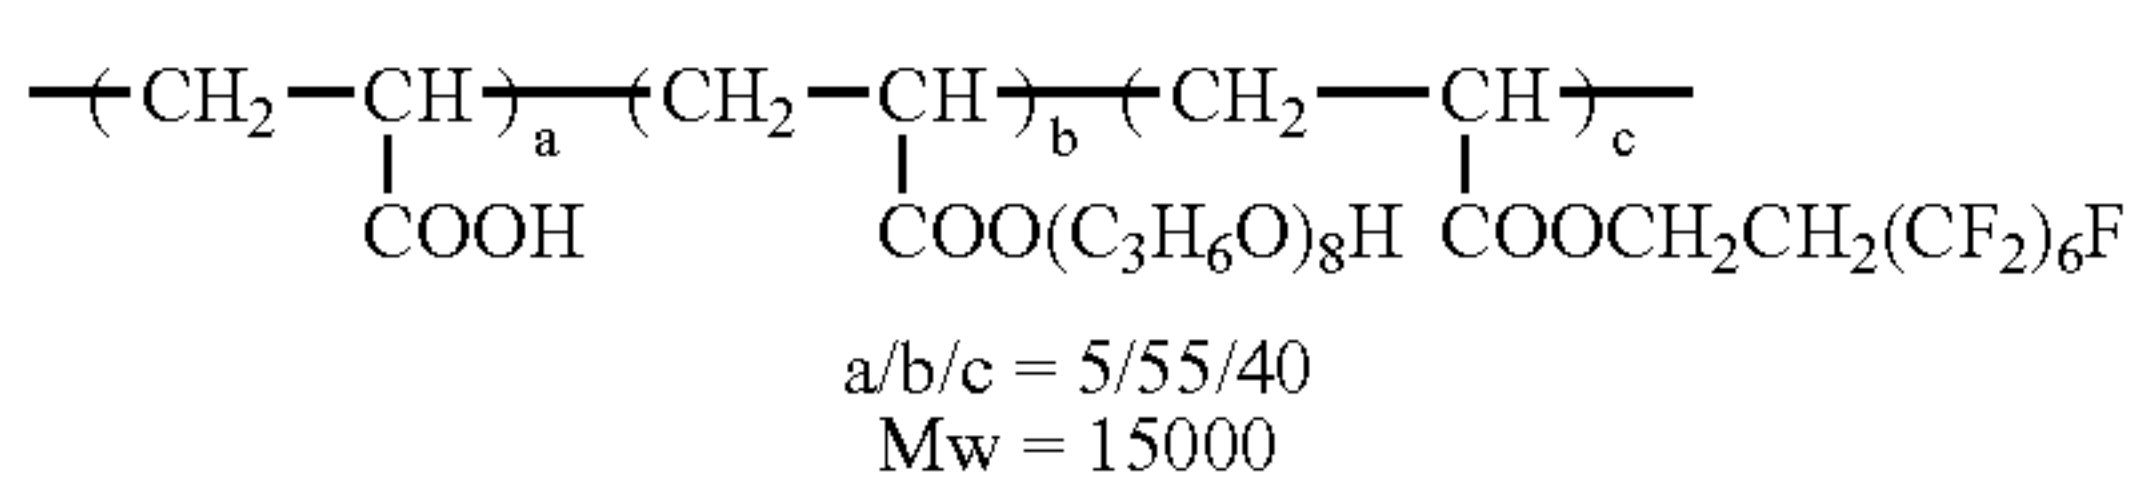 —(CH₂—CH)ₐ—(CH₂—CH)b—(CH₂—CH)c—
COOH COO(C₃H₆O)₈H COOCH₂CH₂(CF₂)₆F
a/b/c = 5/55/40
Mw = 15000